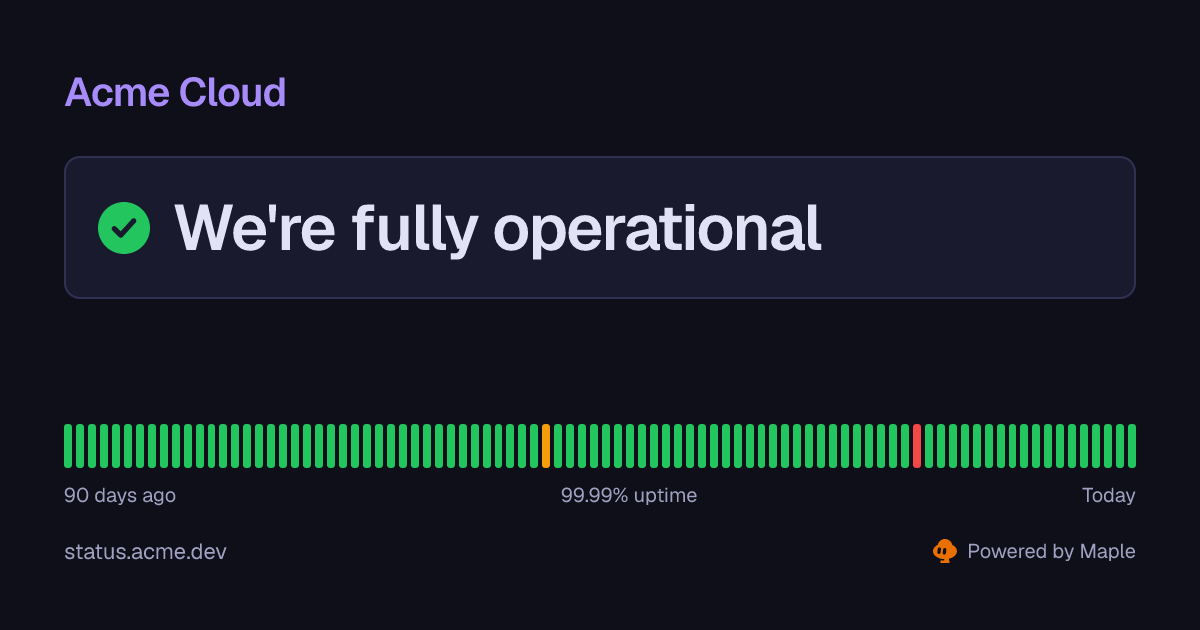 Acme Cloud
We're fully operational
90 days ago
99.99% uptime
Today
status.acme.dev
Powered by Maple